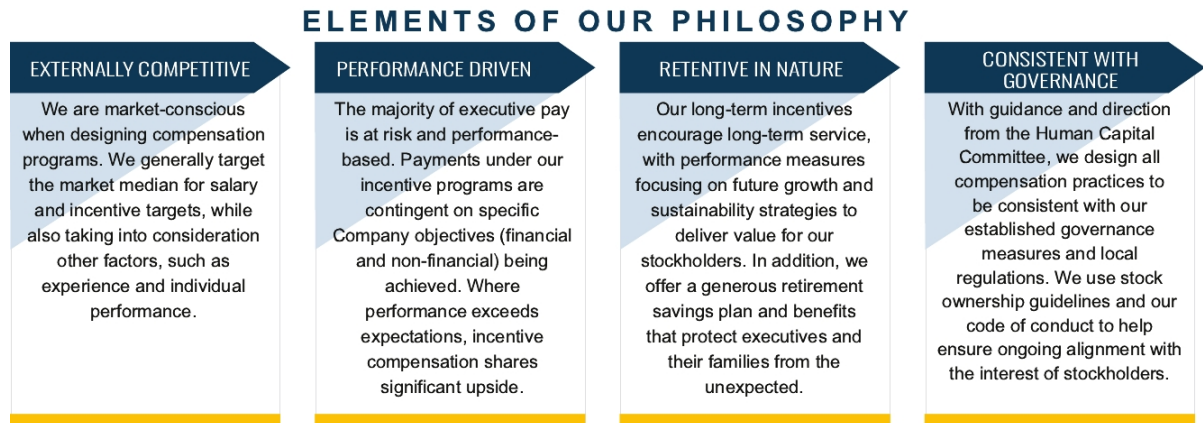 ELEMENTS OF OUR PHILOSOPHY
EXTERNALLY COMPETITIVE
We are market-conscious
when designing compensation
programs. We generally target
the market median for salary
and incentive targets, while
also taking into consideration
other factors, such as
experience and individual
performance.
PERFORMANCE DRIVEN
The majority of executive pay
is at risk and performance-
based. Payments under our
incentive programs are
contingent on specific
Company objectives (financial
and non-financial) being
achieved. Where
performance exceeds
expectations, incentive
compensation shares
significant upside.
RETENTIVE IN NATURE
Our long-term incentives
encourage long-term service,
with performance measures
focusing on future growth and
sustainability strategies to
deliver value for our
stockholders. In addition, we
offer a generous retirement
savings plan and benefits
that protect executives and
their families from the
unexpected.
CONSISTENT WITH
GOVERNANCE
With guidance and direction
from the Human Capital
Committee, we design all
compensation practices to
be consistent with our
established governance
measures and local
regulations. We use stock
ownership guidelines and our
code of conduct to help
ensure ongoing alignment with
the interest of stockholders.